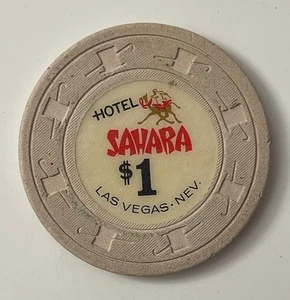 HOTEL
SAHARA
$1
LAS VEGAS · NEV.